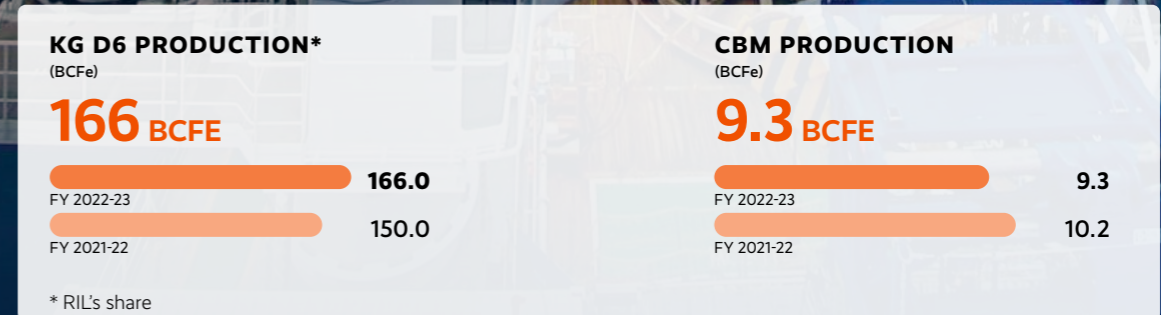 KG D6 PRODUCTION*
(BCFe)
166 BCFE
166.0
FY 2022-23
150.0
FY 2021-22
* RIL's share
CBM PRODUCTION
(BCFe)
9.3 BCFE
9.3
FY 2022-23
10.2
FY 2021-22